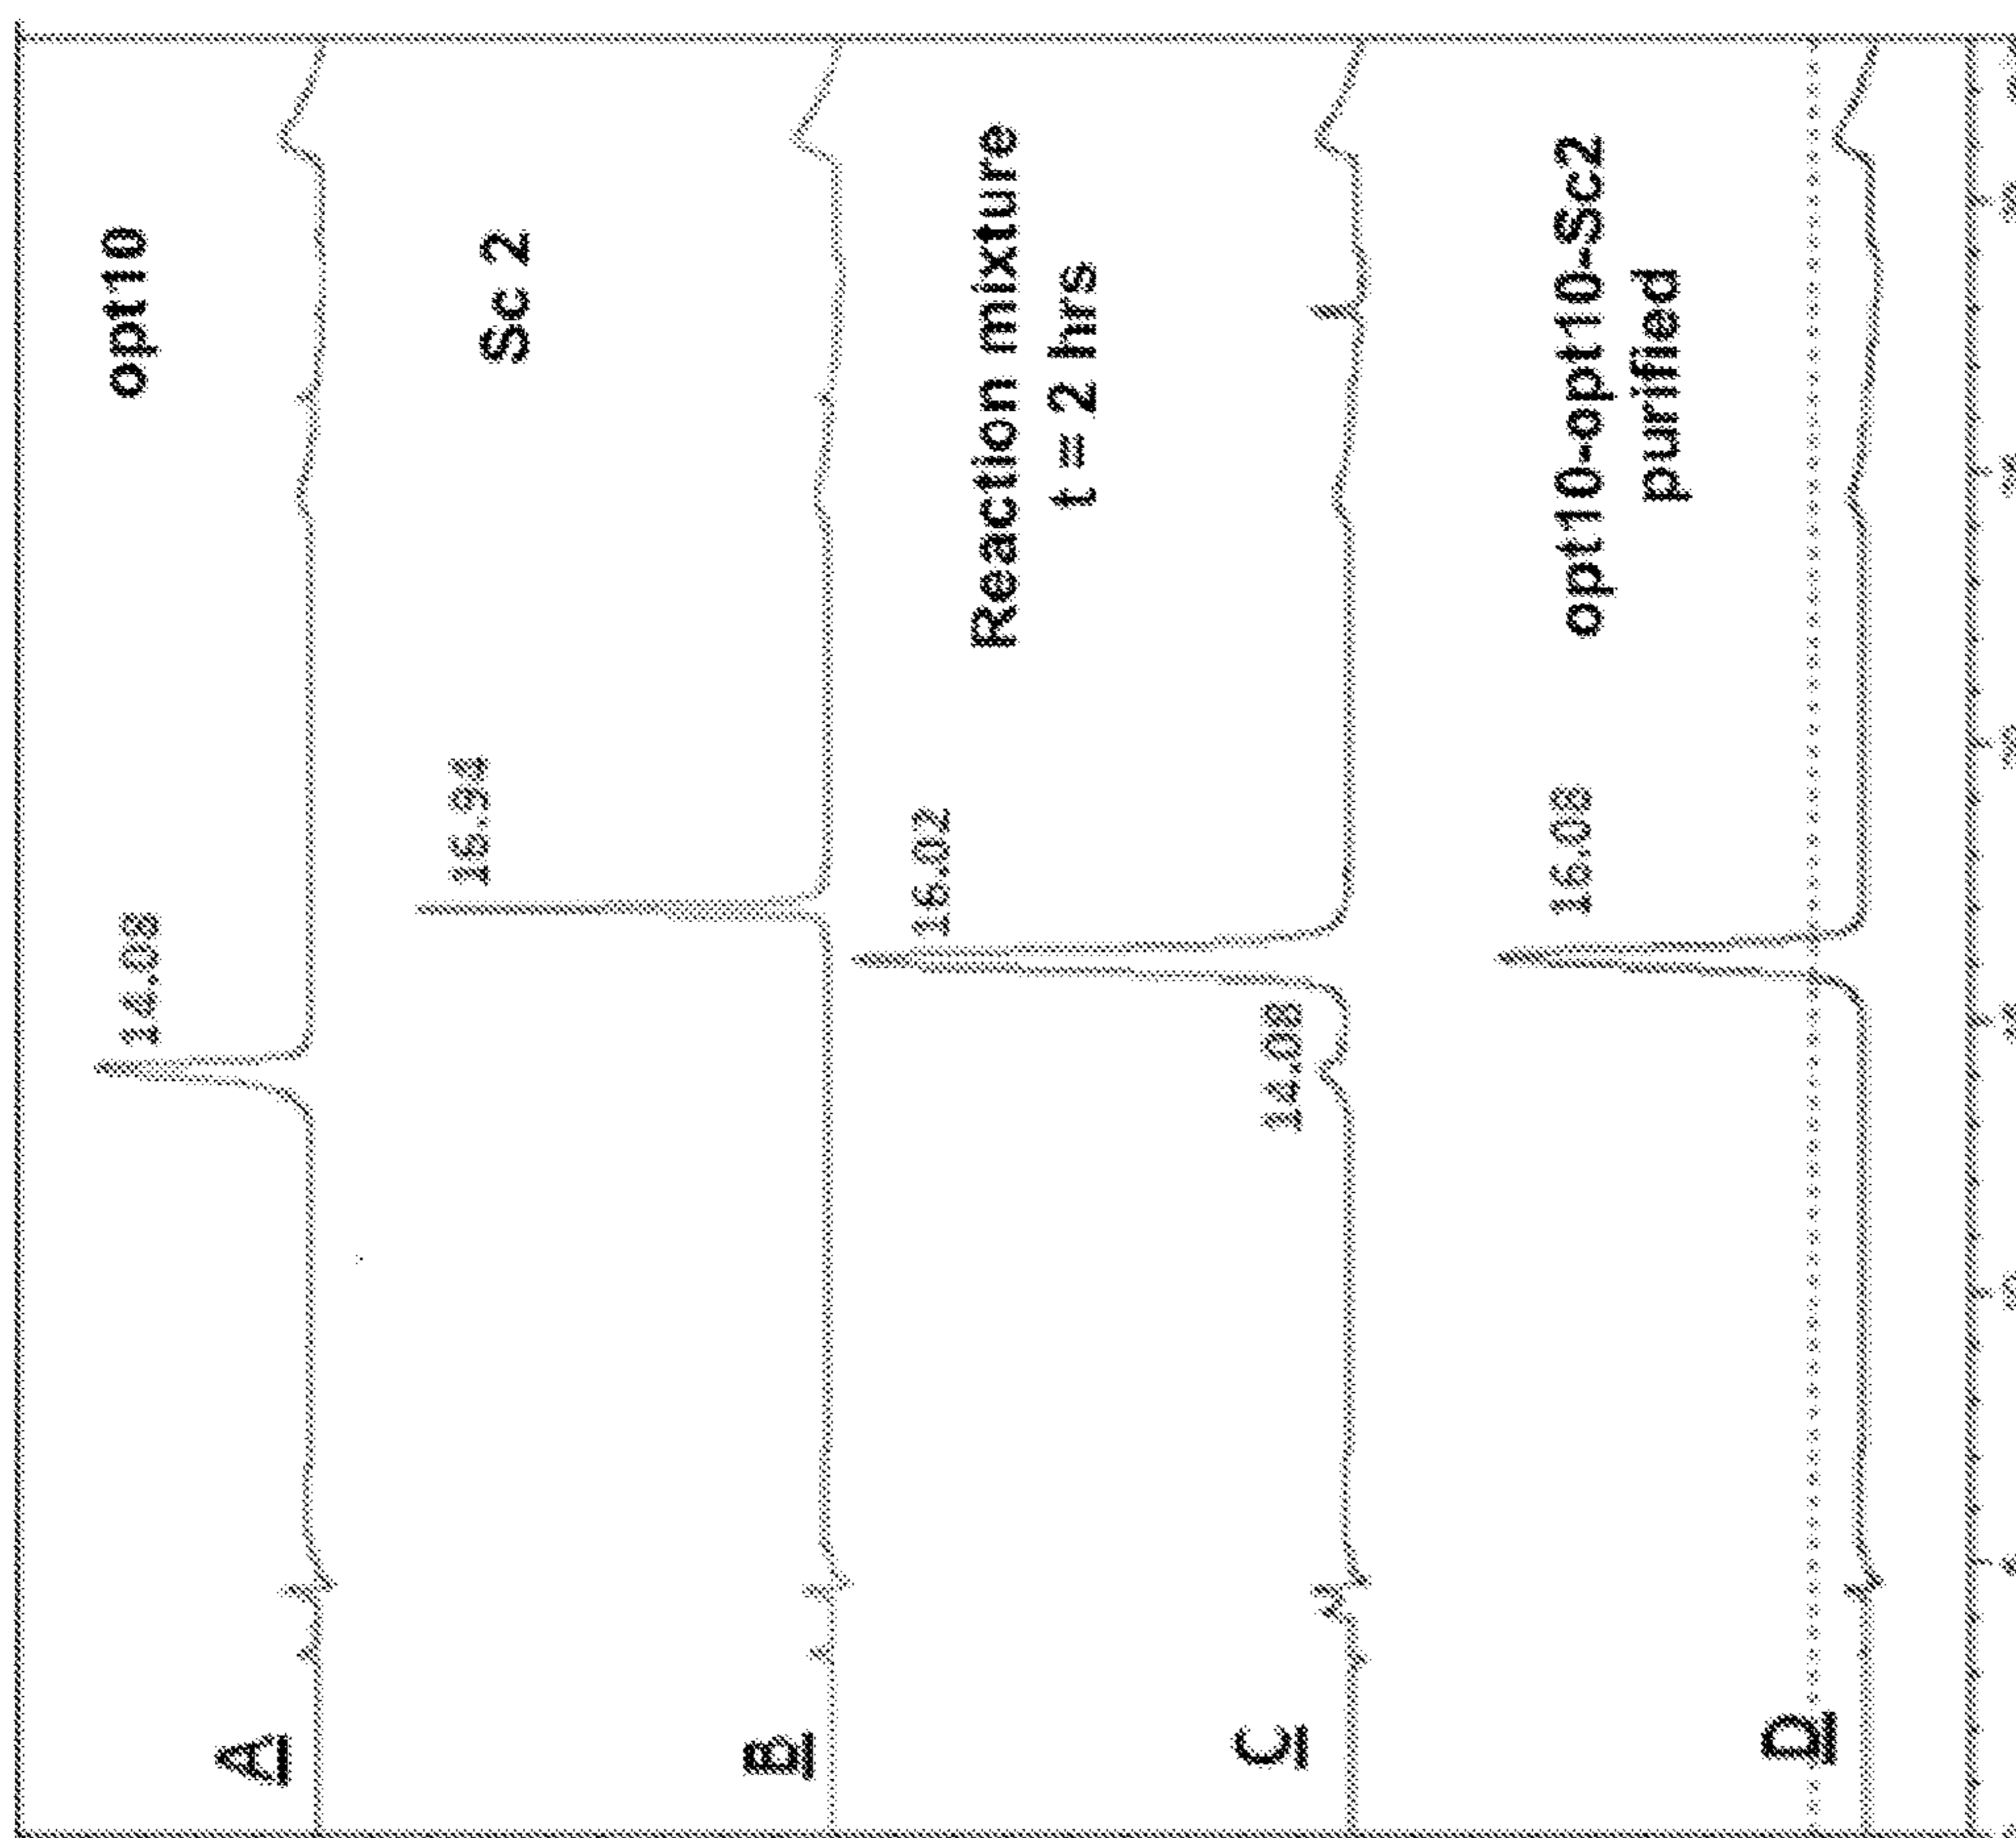 A
14.08
opt10
B
16.94
Sc 2
C
14.08
16.02
Reaction mixture
t = 2 hrs
D
16.08
opt10-opt10-Sc2
purified